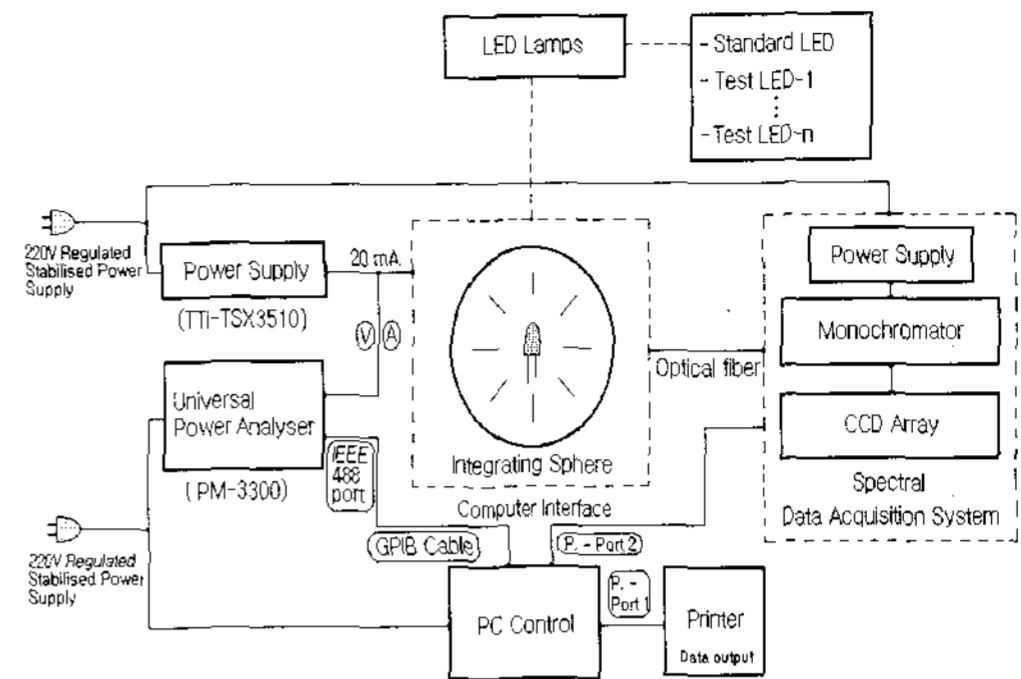 LED Lamps
- Standard LED
- Test LED-1
- Test LED-n
220V Regulated
Stabilised Power
Supply
Power Supply
(TTi-TSX3510)
20 mA
V A
Universal
Power Analyser
(PM-3300)
IEEE
488
port
Integrating Sphere
Optical fiber
Power Supply
Monochromator
CCD Array
Spectral
Data Acquisition System
Computer Interface
GPIB Cable
P. - Port 2
220V Regulated
Stabilised Power
Supply
PC Control
P. -
Port 1
Printer
Data output